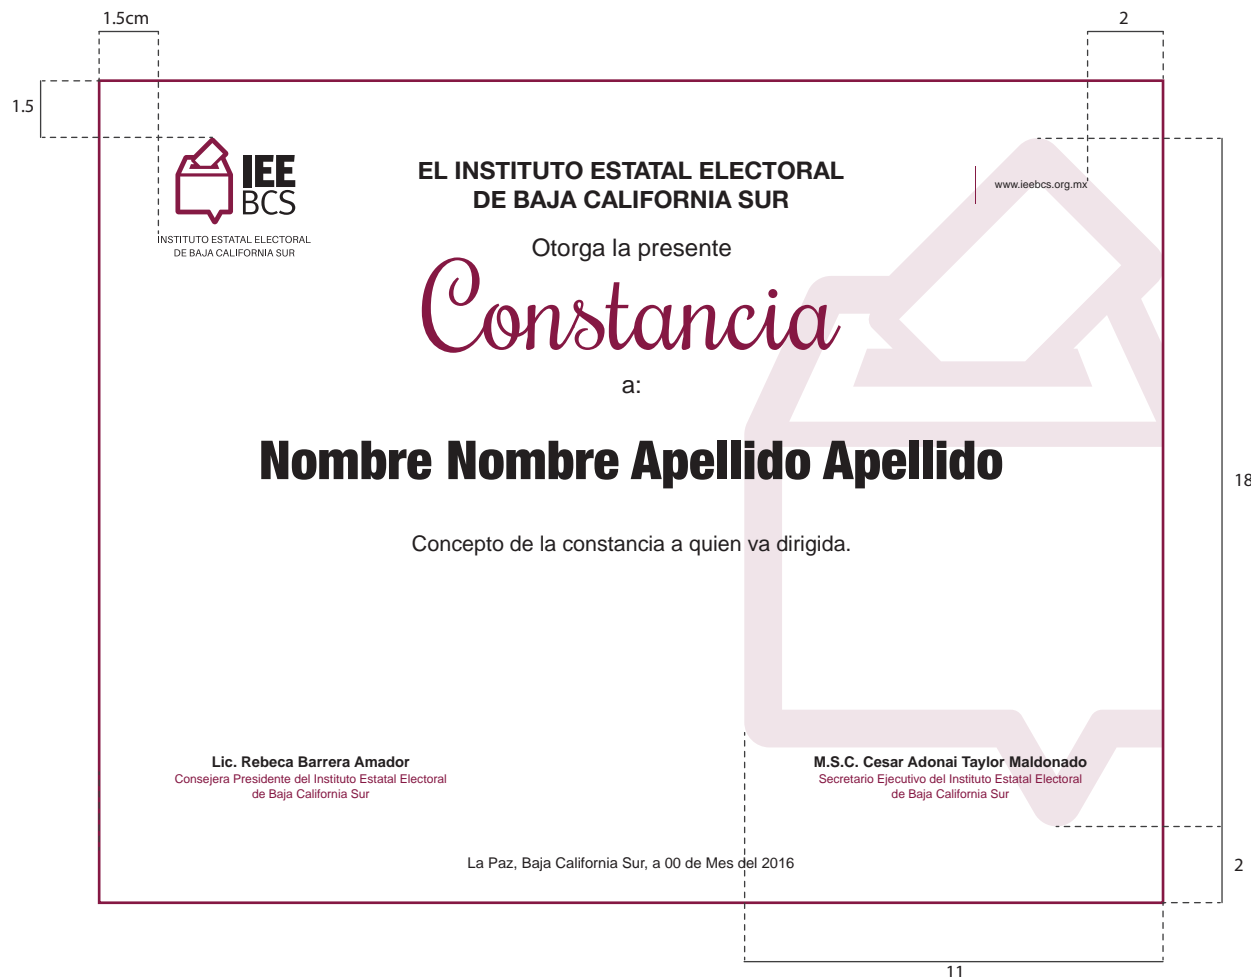 1.5cm
2
1.5
IEE
BCS
INSTITUTO ESTATAL ELECTORAL
DE BAJA CALIFORNIA SUR
EL INSTITUTO ESTATAL ELECTORAL
DE BAJA CALIFORNIA SUR
www.ieebcs.org.mx
Otorga la presente
Constancia
a:
Nombre Nombre Apellido Apellido
18
Concepto de la constancia a quien va dirigida.
Lic. Rebeca Barrera Amador
Consejera Presidente del Instituto Estatal Electoral
de Baja California Sur
M.S.C. Cesar Adonai Taylor Maldonado
Secretario Ejecutivo del Instituto Estatal Electoral
de Baja California Sur
La Paz, Baja California Sur, a 00 de Mes del 2016
2
11